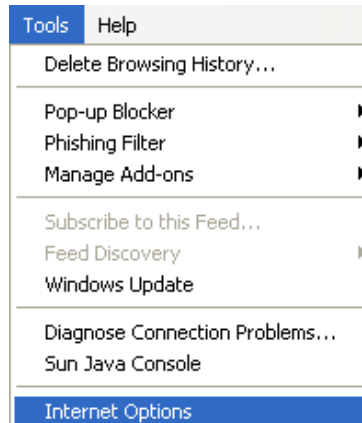 Tools Help
Delete Browsing History...
Pop-up Blocker
Phishing Filter
Manage Add-ons
Subscribe to this Feed...
Feed Discovery
Windows Update
Diagnose Connection Problems...
Sun Java Console
Internet Options